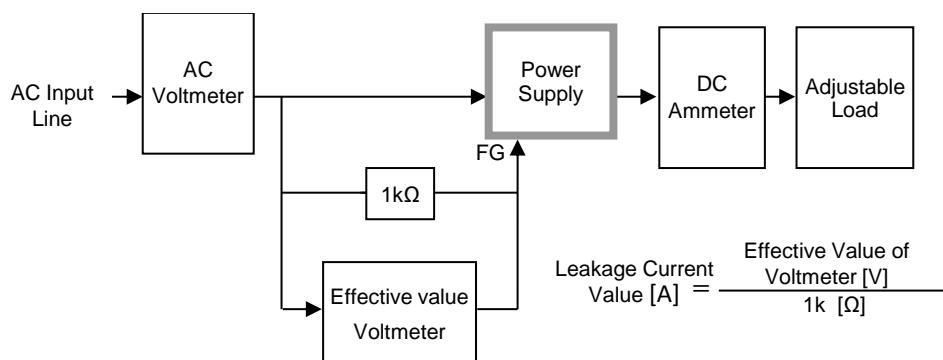 AC Input
Line
AC
Voltmeter
Power
Supply
FG
DC
Ammeter
Adjustable
Load
1kΩ
Effective value
Voltmeter
Leakage Current
Value [A]
=
Effective Value of
Voltmeter [V]
1k [Ω]